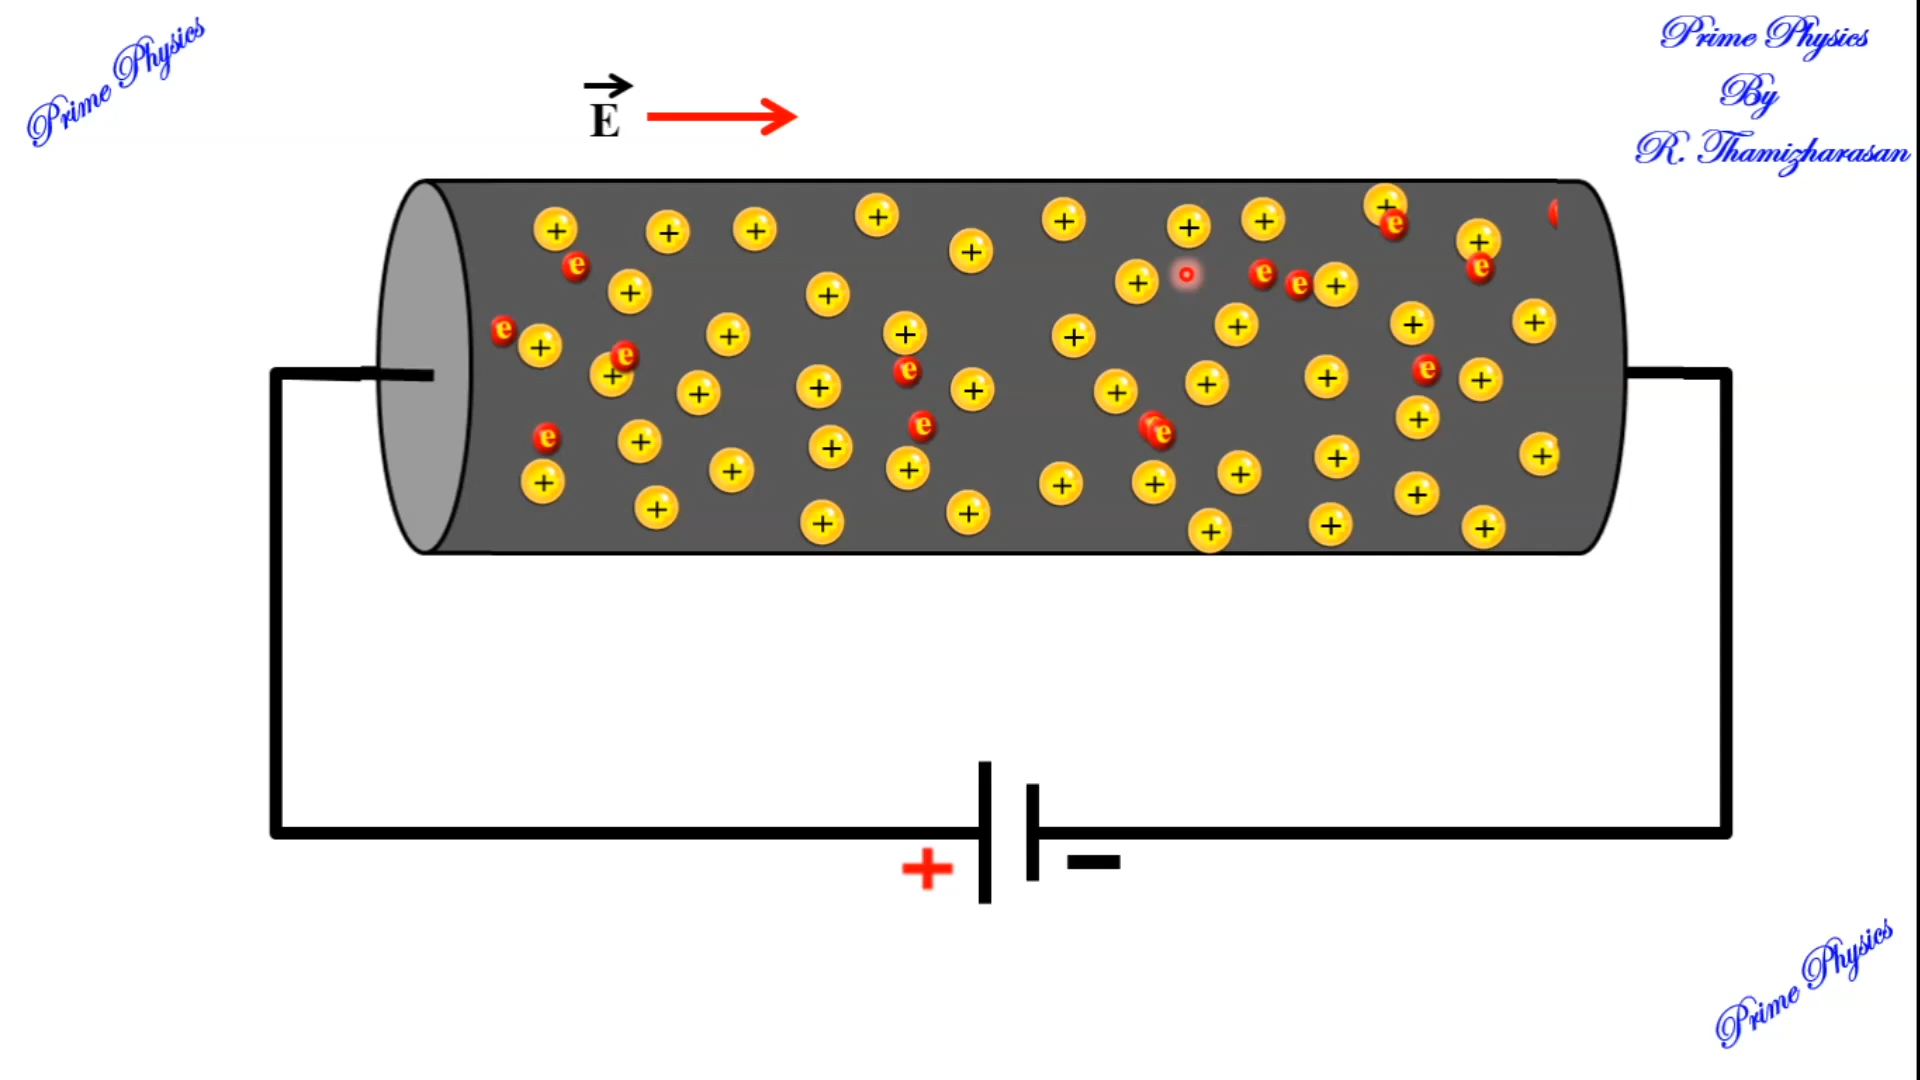 Prime Physics
Prime Physics
By
R. Thamizharasan
E
+ + + + + + + + +
e e
+ + e
+ + + e e +
e + + + + + +
e + e + e
+ + + + + + + +
e e e +
+ + + + +
+ + + + +
+ + + + + + +
+ −
Prime Physics